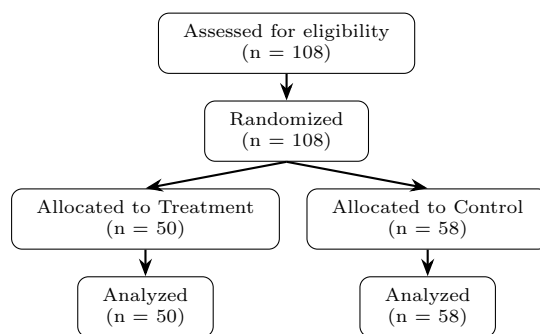 Assessed for eligibility
(n = 108)
Randomized
(n = 108)
Allocated to Treatment
(n = 50)
Allocated to Control
(n = 58)
Analyzed
(n = 50)
Analyzed
(n = 58)